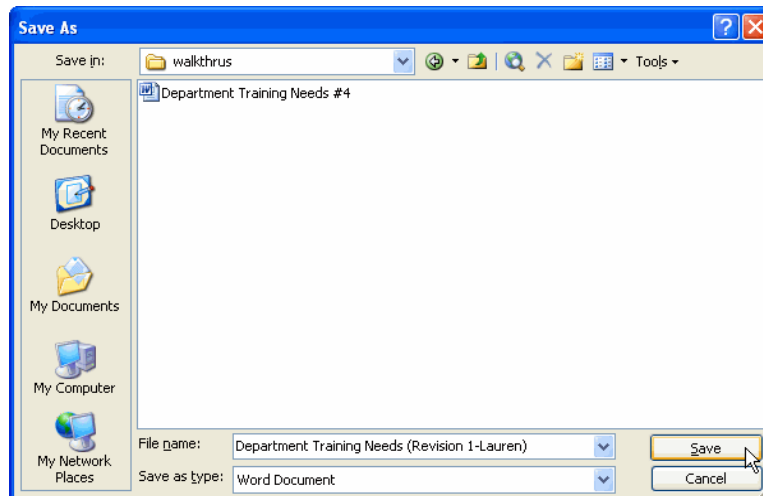 Save As
Save in:
walkthrus
Tools
Department Training Needs #4
My Recent
Documents
Desktop
My Documents
My Computer
My Network
Places
File name:
Department Training Needs (Revision 1-Lauren)
Save
Save as type:
Word Document
Cancel